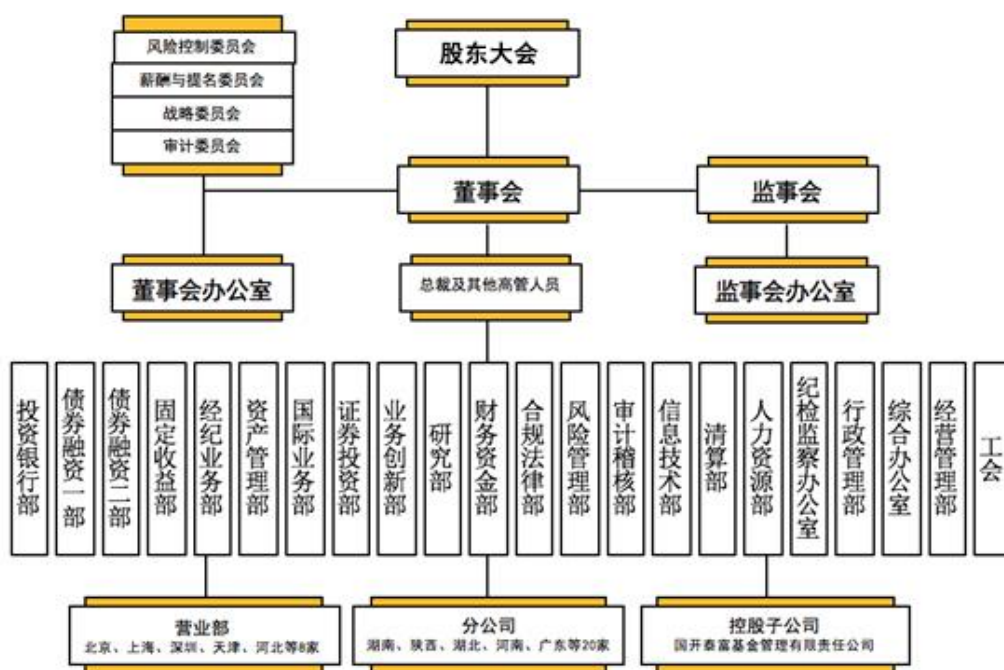 风险控制委员会
薪酬与提名委员会
战略委员会
审计委员会
股东大会
董事会
监事会
董事会办公室
总裁及其他高管人员
监事会办公室
投资银行部
债券融资一部
债券融资二部
固定收益部
经纪业务部
资产管理部
国际业务部
证券投资部
业务创新部
研究部
财务资金部
合规法律部
风险管理部
审计稽核部
信息技术部
清算部
人力资源部
纪检监察办公室
行政管理部
综合办公室
经营管理部
工会
营业部
北京、上海、深圳、天津、河北等8家
分公司
湖南、陕西、湖北、河南、广东等20家
控股子公司
国开泰富基金管理有限责任公司